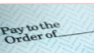 Pay to the
Order of